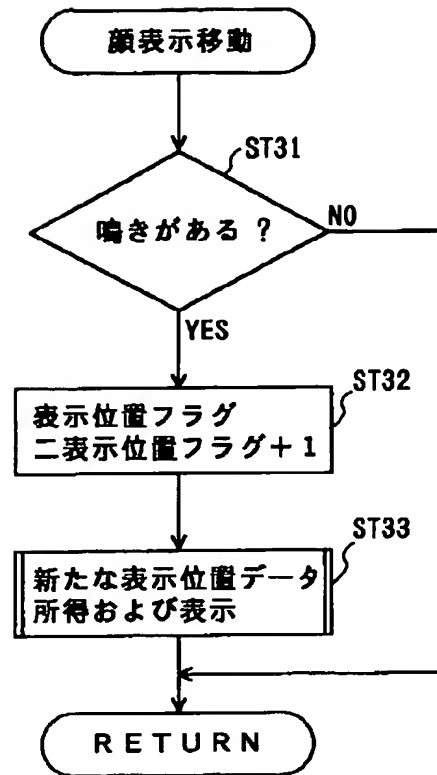 顔表示移動
ST31
鳴きがある？
NO
YES
ST32
表示位置フラグ
＝表示位置フラグ＋１
ST33
新たな表示位置データ
所得および表示
ＲＥＴＵＲＮ